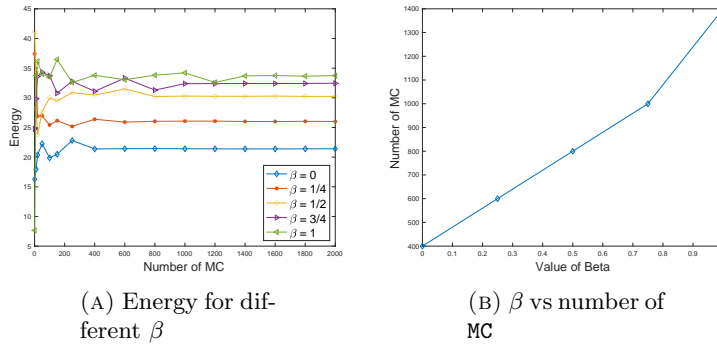 45
40
35
30
25
20
15
10
5
Energy
0 200 400 600 800 1000 1200 1400 1600 1800 2000
Number of MC
β = 0
β = 1/4
β = 1/2
β = 3/4
β = 1
(A) Energy for dif-
ferent β
1400
1300
1200
1100
1000
900
800
700
600
500
400
Number of MC
0 0.1 0.2 0.3 0.4 0.5 0.6 0.7 0.8 0.9
Value of Beta
(B) β vs number of
MC